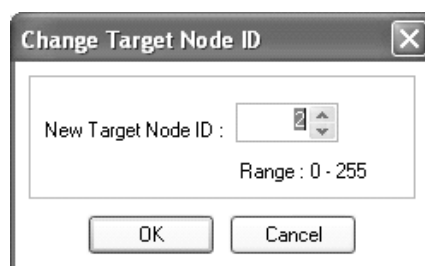 Change Target Node ID
New Target Node ID : 2
Range : 0 - 255
OK Cancel